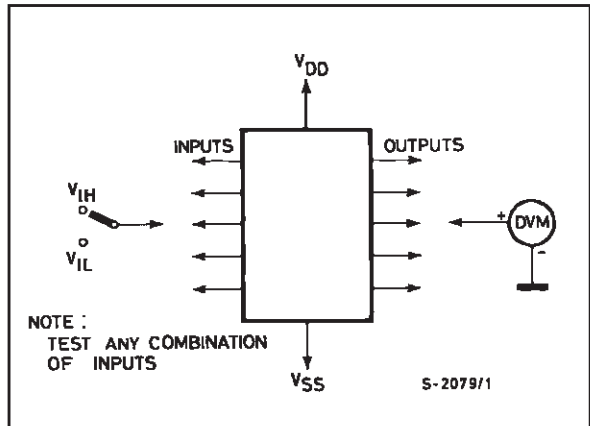 VDD
INPUTS
OUTPUTS
VIH
VIL
+ DVM
-
NOTE :
TEST ANY COMBINATION
OF INPUTS
VSS
S-2079/1